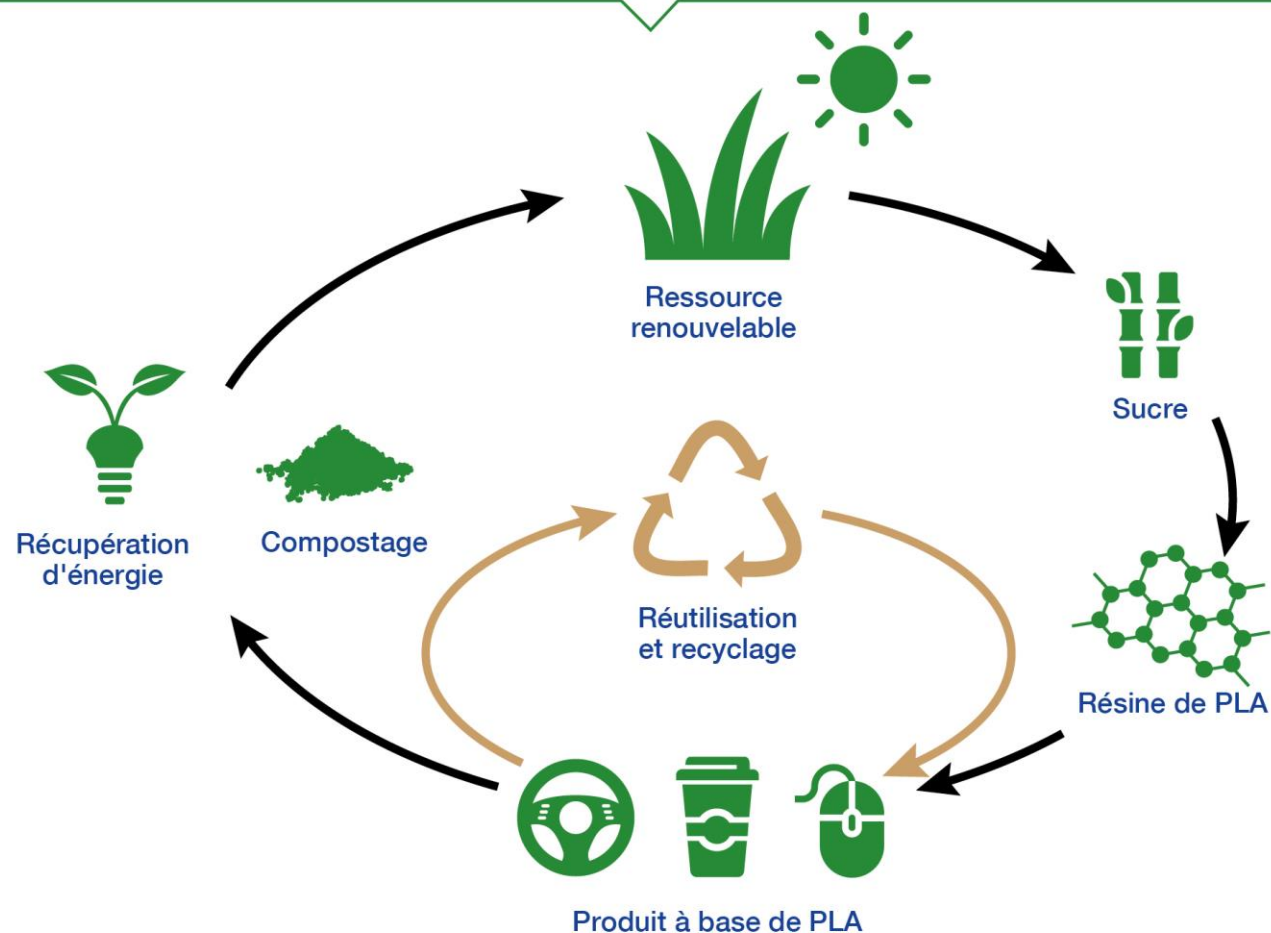 Ressource
renouvelable
Sucre
Récupération
d'énergie
Compostage
Réutilisation
et recyclage
Résine de PLA
Produit à base de PLA